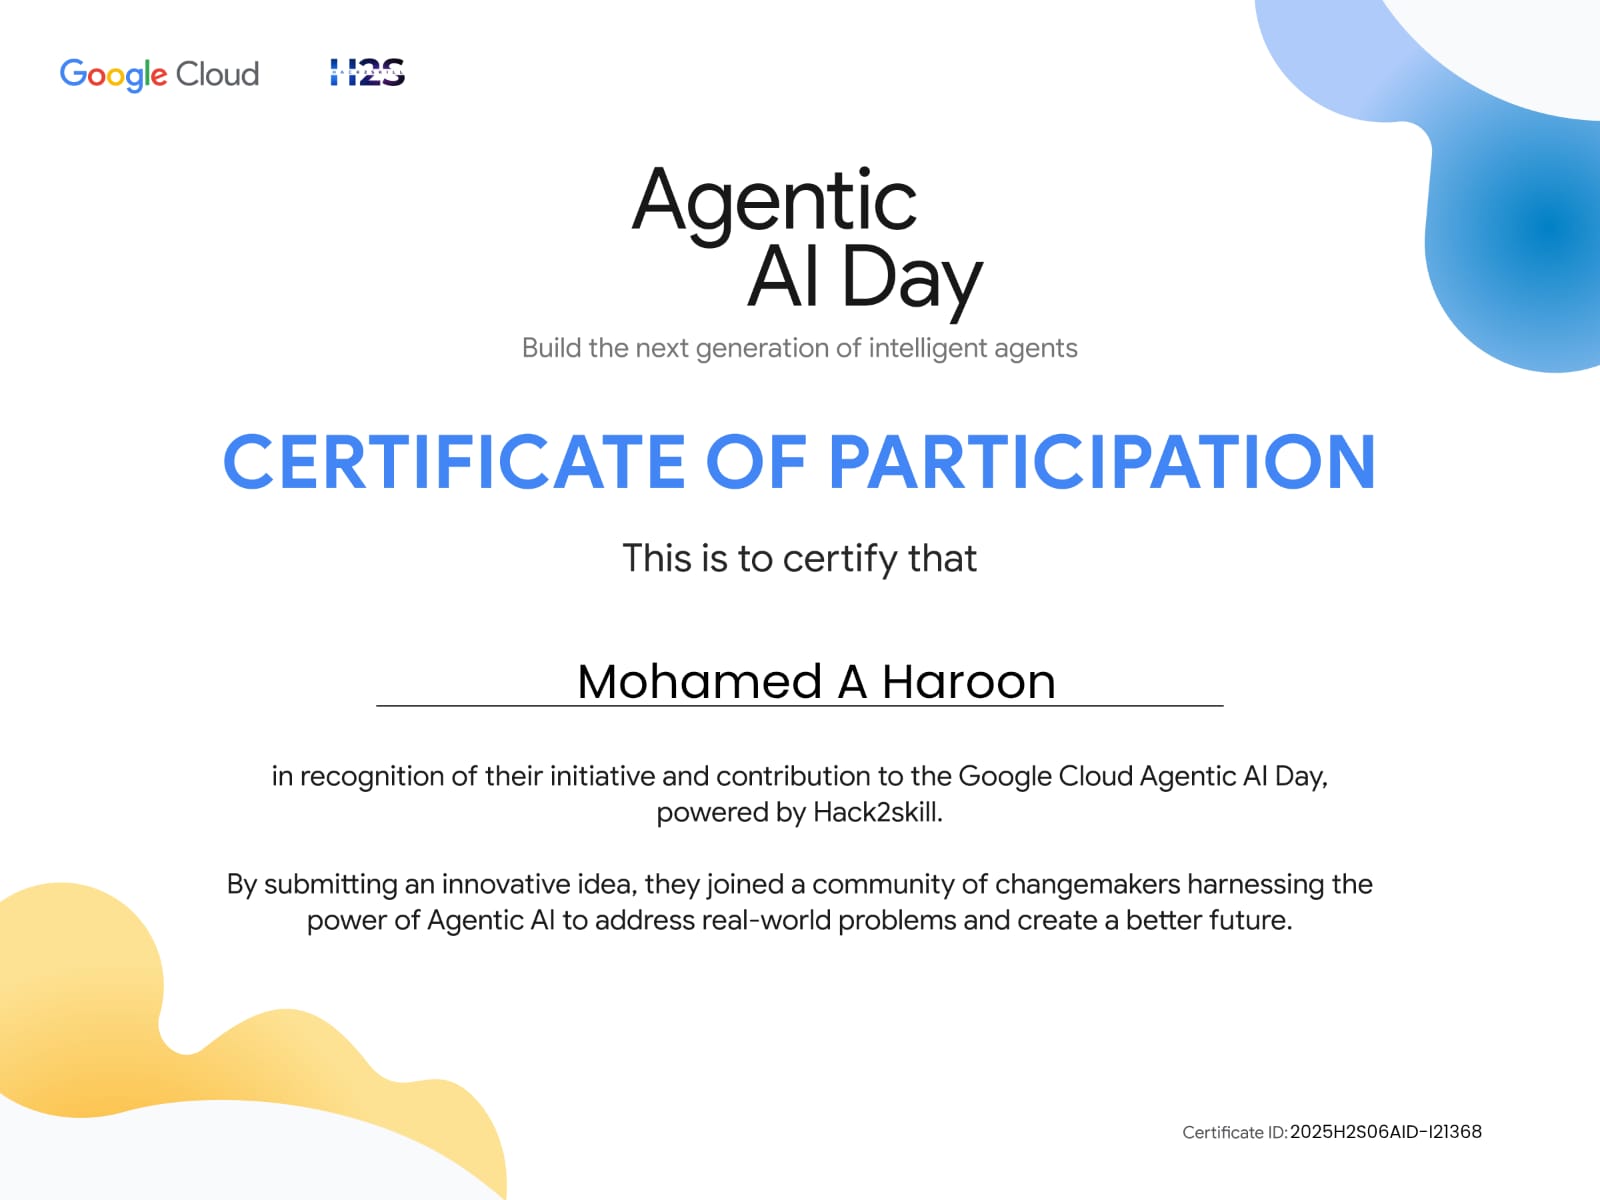 Google Cloud
H2S
HACK2SKILL
Agentic
AI Day
Build the next generation of intelligent agents
CERTIFICATE OF PARTICIPATION
This is to certify that
Mohamed A Haroon
in recognition of their initiative and contribution to the Google Cloud Agentic AI Day,
powered by Hack2skill.
By submitting an innovative idea, they joined a community of changemakers harnessing the
power of Agentic AI to address real-world problems and create a better future.
Certificate ID: 2025H2S06AID-I21368